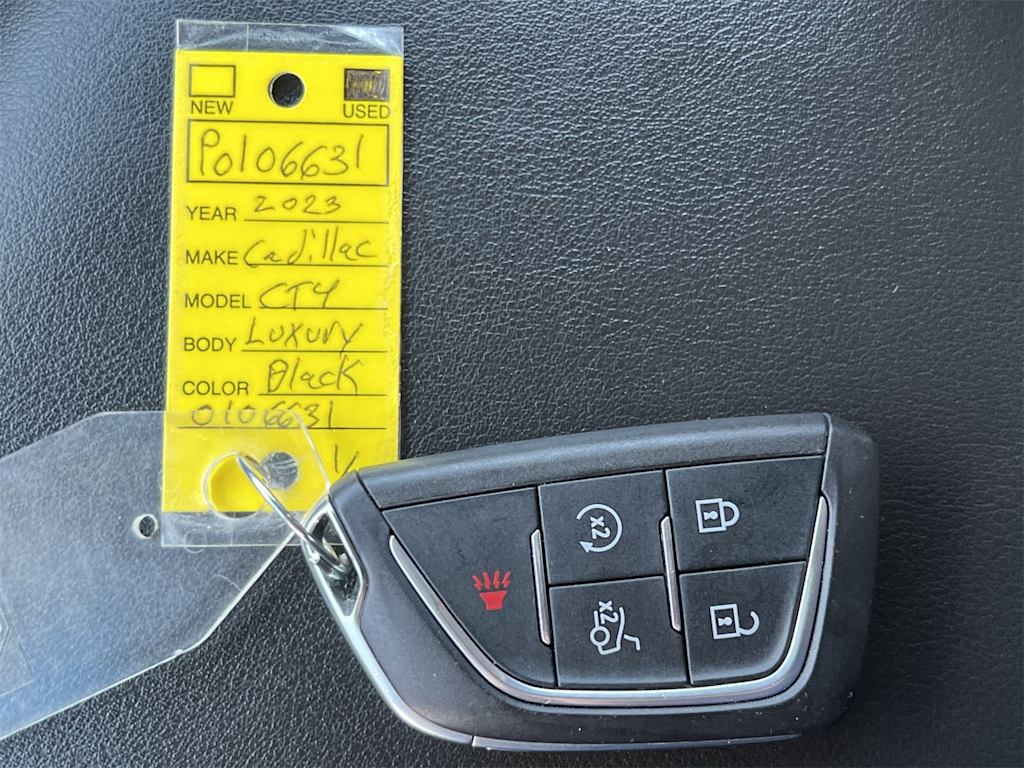 NEW USED
P0106631
YEAR 2023
MAKE Cadillac
MODEL CT4
BODY Luxury
COLOR Black
0106631
x2
x2